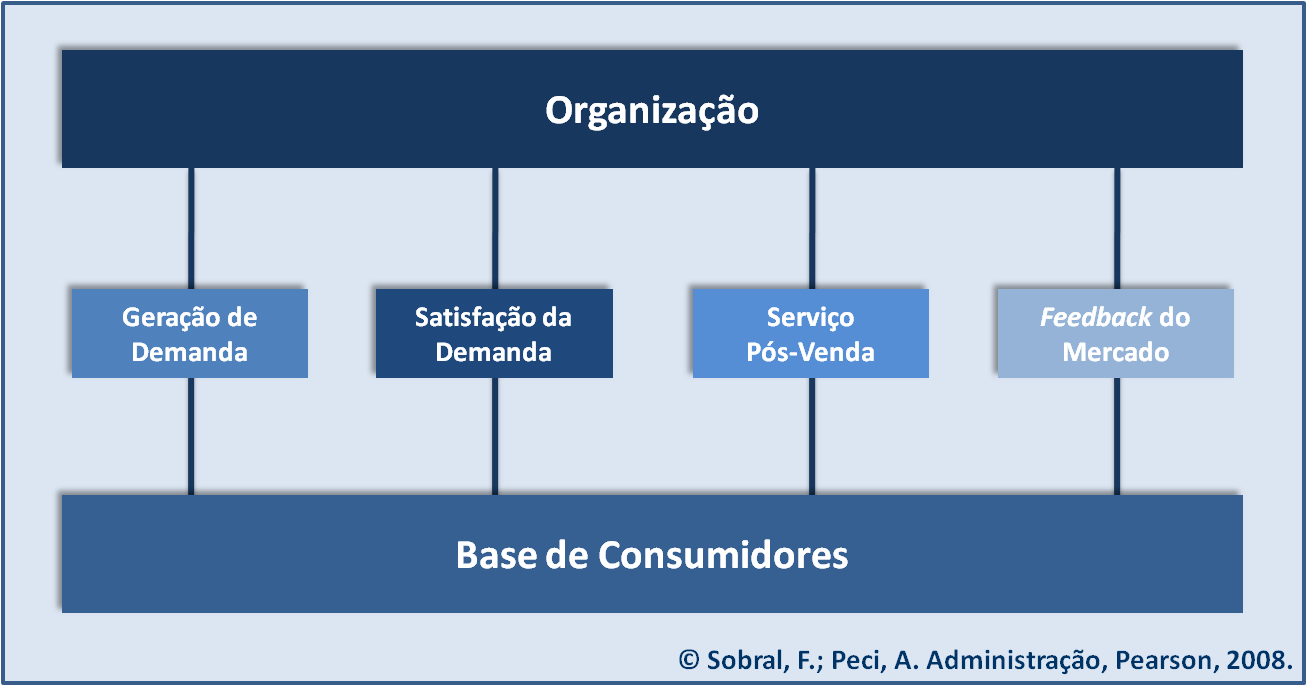 Organização
Geração de
Demanda
Satisfação da
Demanda
Serviço
Pós-Venda
Feedback do
Mercado
Base de Consumidores
© Sobral, F.; Peci, A. Administração, Pearson, 2008.